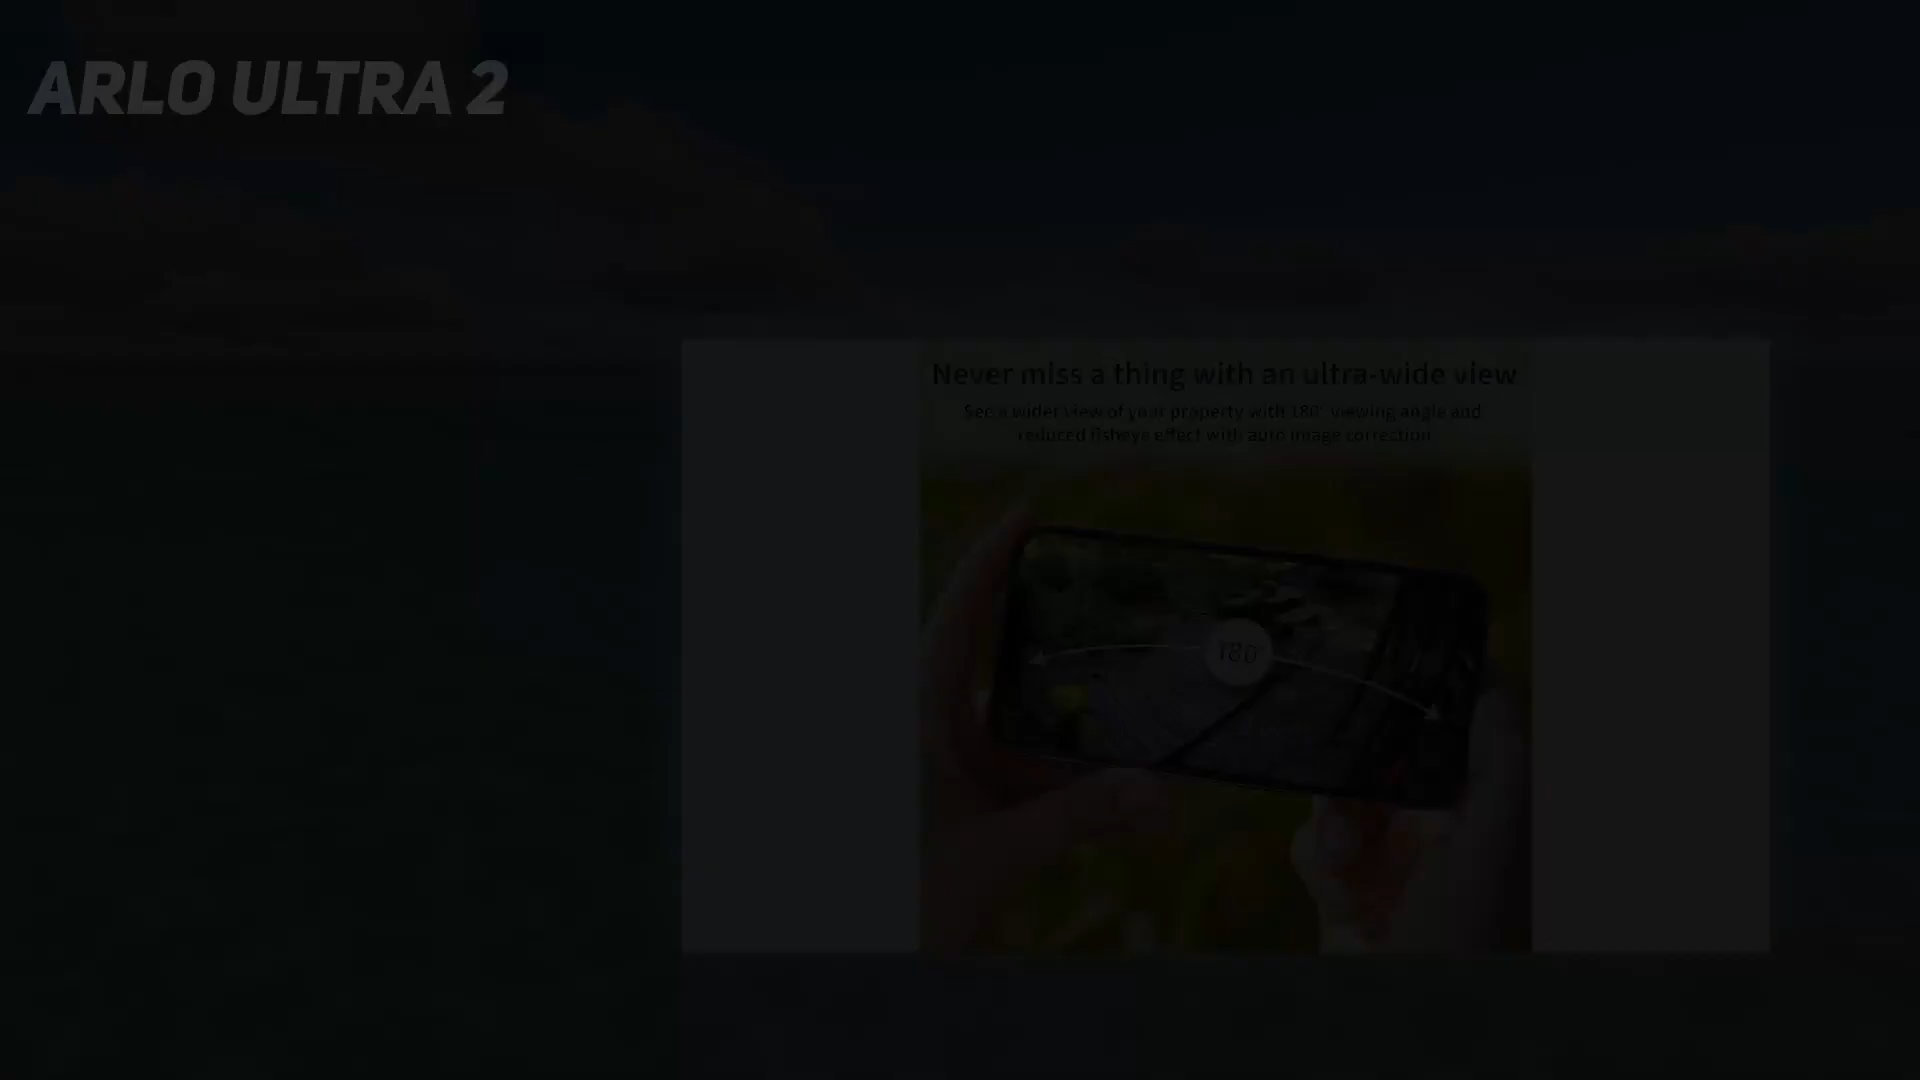 ARLO ULTRA 2
Never miss a thing with an ultra-wide view
See a wider view of your property with 180° viewing angle and
reduced fisheye effect with auto image correction
180°